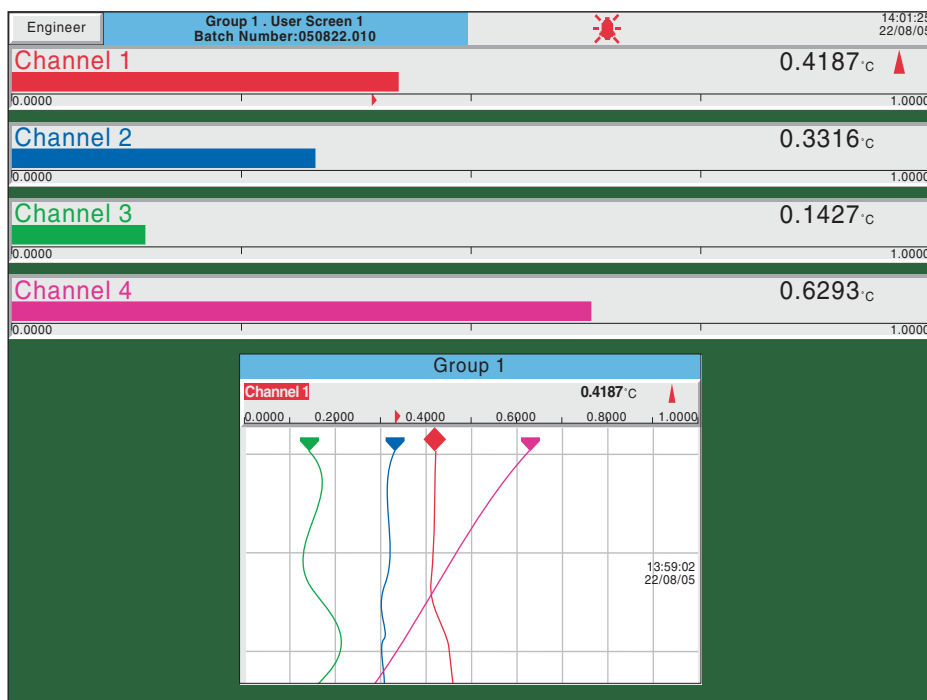 Engineer
Group 1 . User Screen 1
Batch Number:050822.010
14:01:25
22/08/05
Channel 1
0.4187°C
0.0000 1.0000
Channel 2
0.3316°C
0.0000 1.0000
Channel 3
0.1427°C
0.0000 1.0000
Channel 4
0.6293°C
0.0000 1.0000
Group 1
Channel 1 0.4187°C
0.0000 0.2000 0.4000 0.6000 0.8000 1.0000
13:59:02
22/08/05